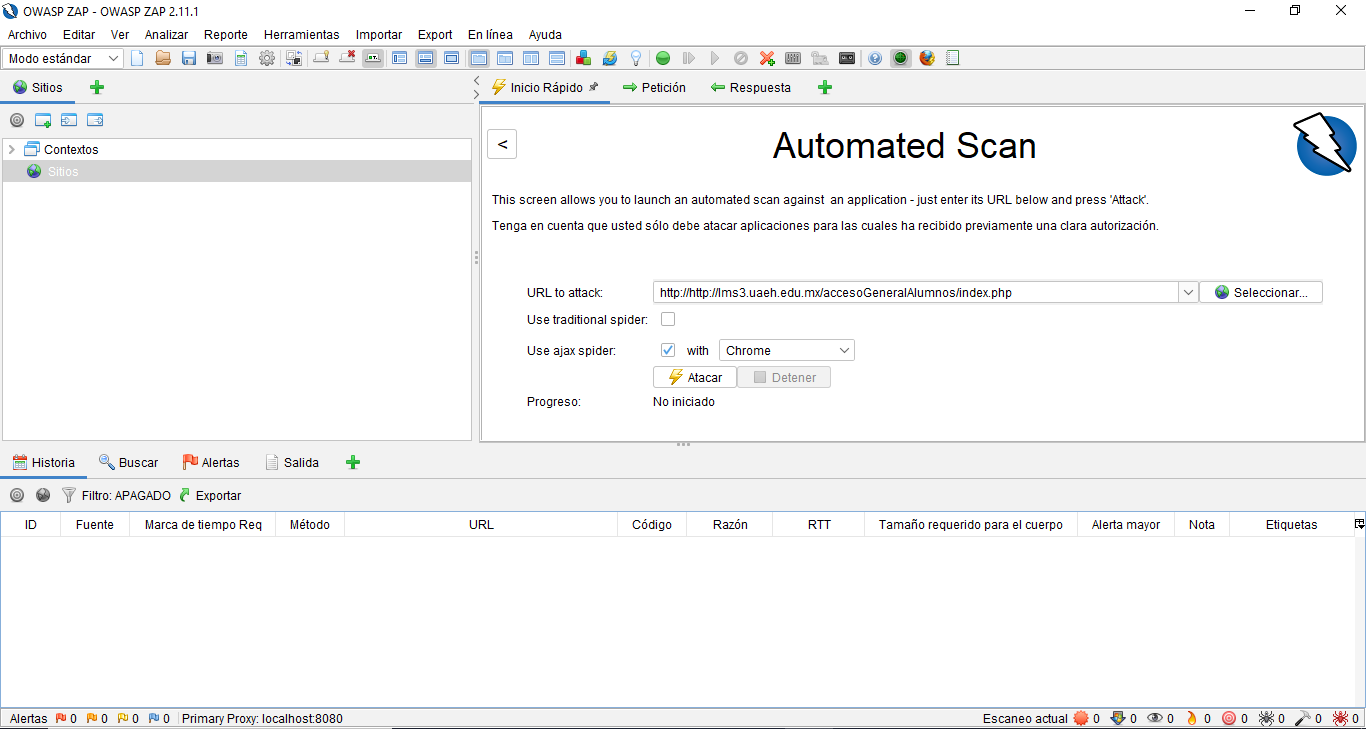 OWASP ZAP - OWASP ZAP 2.11.1
Archivo Editar Ver Analizar Reporte Herramientas Importar Export En línea Ayuda
Modo estándar
Sitios
Inicio Rápido Petición Respuesta
Contextos
Sitios
<
Automated Scan
This screen allows you to launch an automated scan against an application - just enter its URL below and press 'Attack'.
Tenga en cuenta que usted sólo debe atacar aplicaciones para las cuales ha recibido previamente una clara autorización.
URL to attack: http://http://lms3.uaeh.edu.mx/accesoGeneralAlumnos/index.php Seleccionar...
Use traditional spider:
Use ajax spider: with Chrome
Atacar Detener
Progreso: No iniciado
Historia Buscar Alertas Salida
Filtro: APAGADO Exportar
ID Fuente Marca de tiempo Req Método URL Código Razón RTT Tamaño requerido para el cuerpo Alerta mayor Nota Etiquetas
Alertas 0 0 0 0 Primary Proxy: localhost:8080 Escaneo actual 0 0 0 0 0 0 0 0